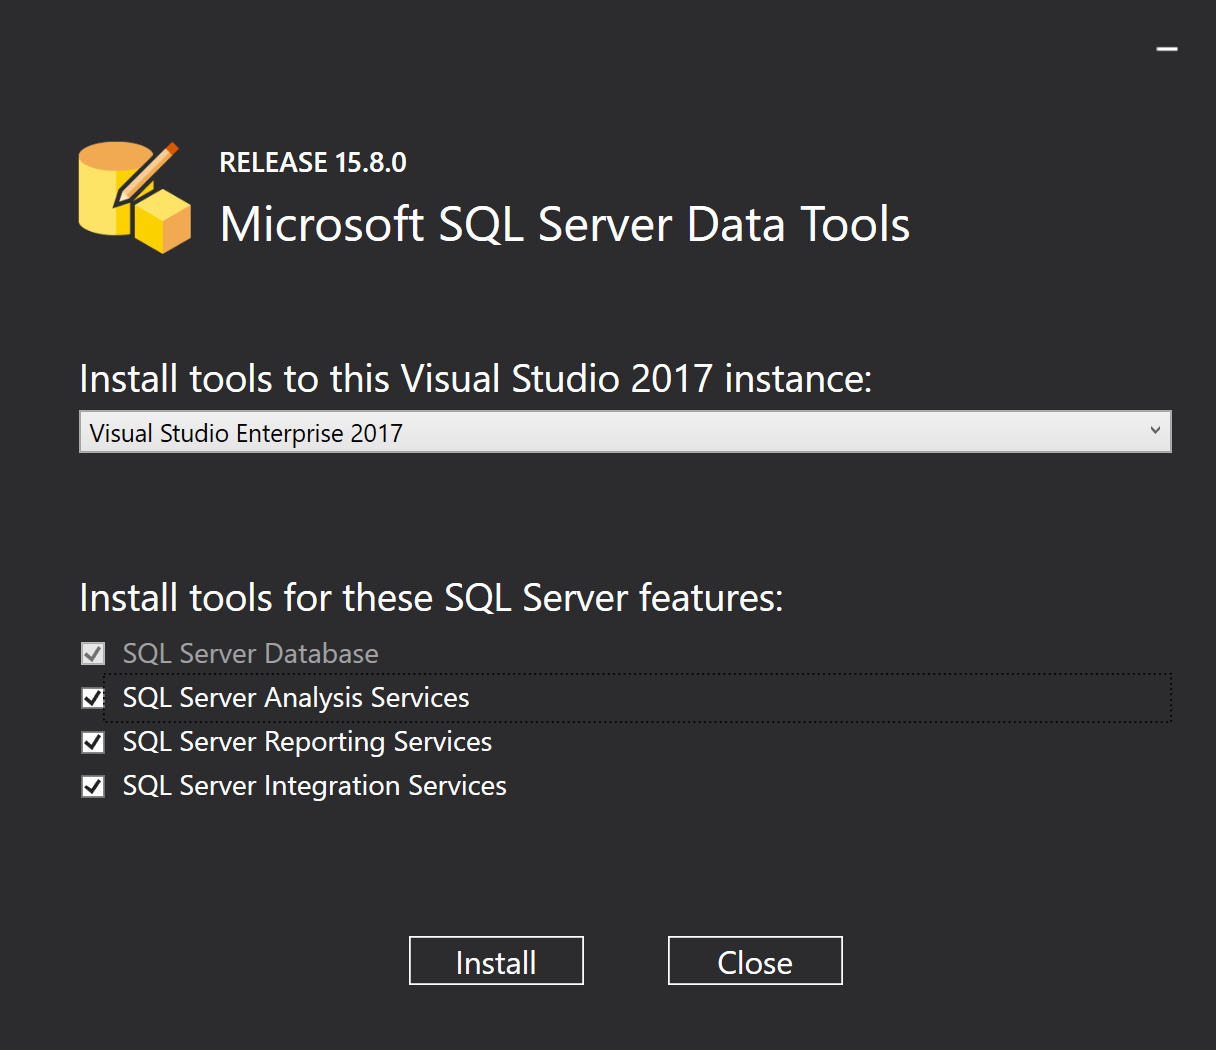 RELEASE 15.8.0
Microsoft SQL Server Data Tools
Install tools to this Visual Studio 2017 instance:
Visual Studio Enterprise 2017
Install tools for these SQL Server features:
SQL Server Database
SQL Server Analysis Services
SQL Server Reporting Services
SQL Server Integration Services
Install
Close